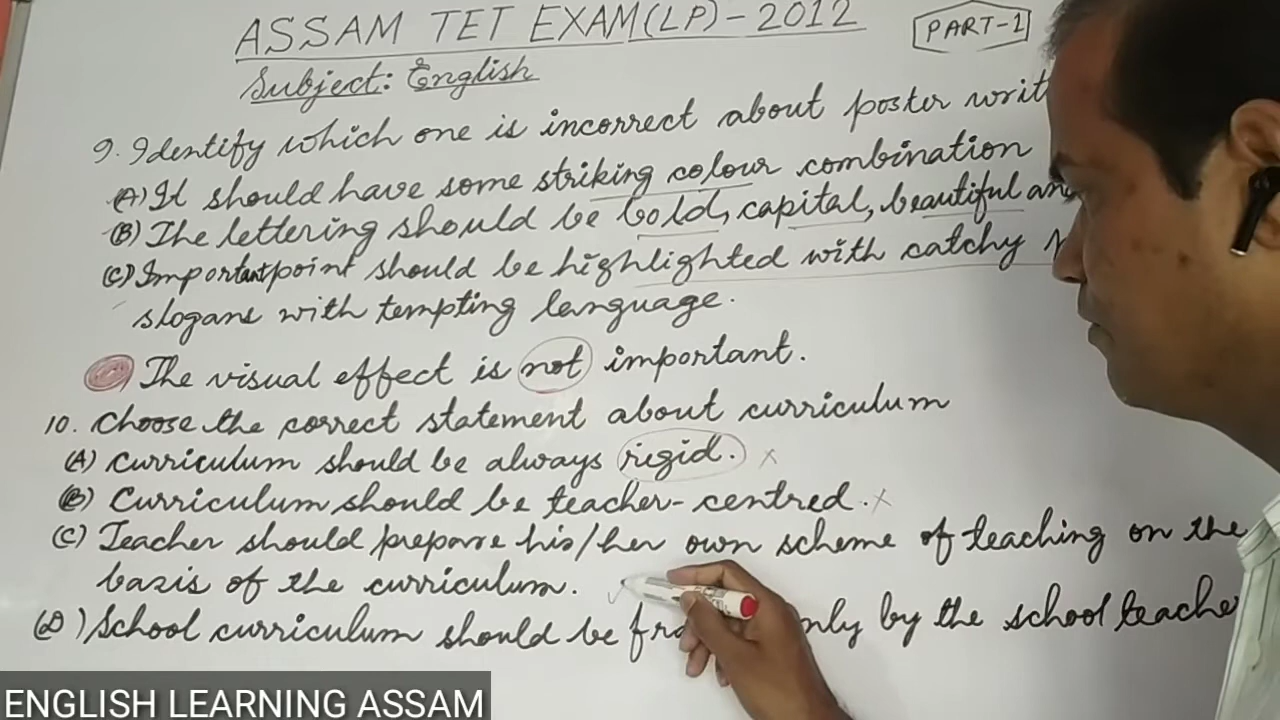 ASSAM TET EXAM(LP)-2012
PART-1
Subject: English
9. Identify which one is incorrect about poster
(A) It should have some striking colour combination
(B) The lettering should be bold, capital, beautiful
(C) Important point should be highlighted with catchy
slogans with tempting language.
The visual effect is not important.
10. Choose the correct statement about curriculum
(A) Curriculum should be always rigid. x
(B) Curriculum should be teacher-centred. x
(C) Teacher should prepare his/her own scheme of teaching on the
basis of the curriculum. ✓
(D) School curriculum should be by the school teacher
ENGLISH LEARNING ASSAM